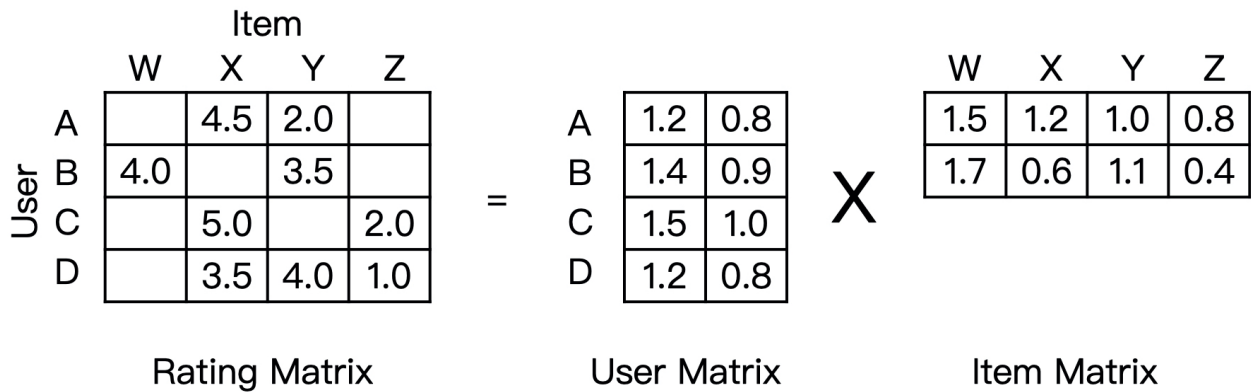 Item
W X Y Z W X Y Z
A 4.5 2.0 A 1.2 0.8 1.5 1.2 1.0 0.8
B 4.0 3.5 B 1.4 0.9 1.7 0.6 1.1 0.4
User
= X
C 5.0 2.0 C 1.5 1.0
D 3.5 4.0 1.0 D 1.2 0.8
Rating Matrix User Matrix Item Matrix